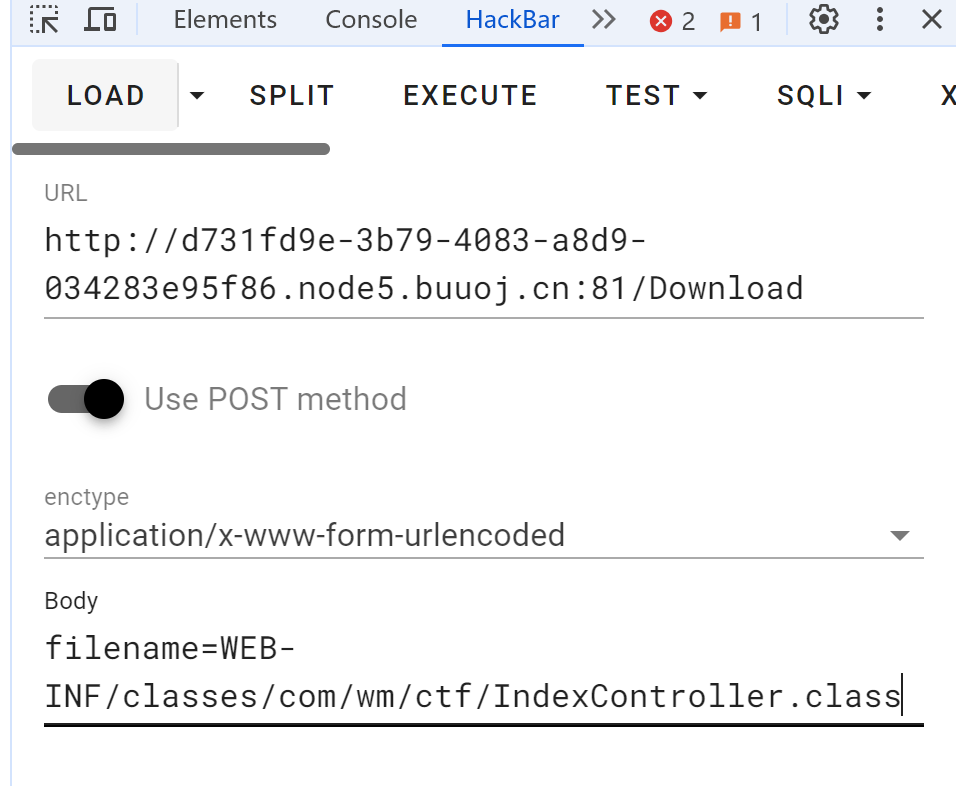 Elements Console HackBar 2 1
LOAD SPLIT EXECUTE TEST SQLI X
URL
http://d731fd9e-3b79-4083-a8d9-
034283e95f86.node5.buuoj.cn:81/Download
Use POST method
enctype
application/x-www-form-urlencoded
Body
filename=WEB-
INF/classes/com/wm/ctf/IndexController.class